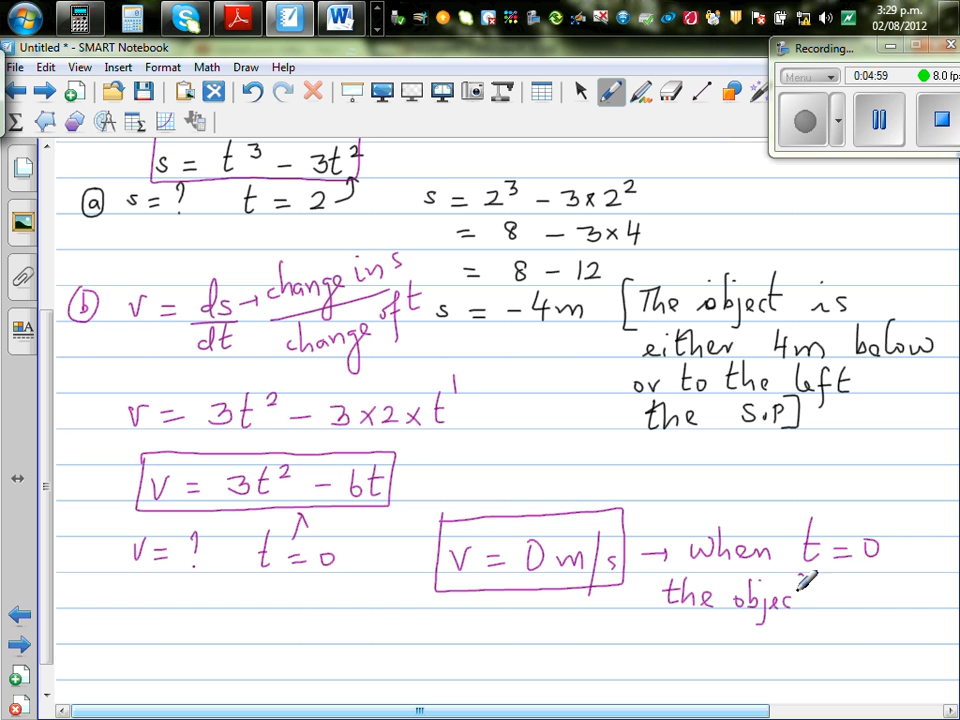 3:29 p.m.
02/08/2012
Untitled * - SMART Notebook
Recording...
File Edit View Insert Format Math Draw Help
Menu
0:04:59
8.0 fp
s = t³ - 3t²
ⓐ s = ? t = 2
s = 2³ - 3×2²
= 8 - 3×4
= 8 - 12
s = -4m
[The object is
either 4m below
or to the left
the S.P]
ⓑ v = ds/dt → change in s / change of t
v = 3t² - 3×2×t¹
v = 3t² - 6t
v = ? t = 0
v = 0 m/s → when t = 0
the objec